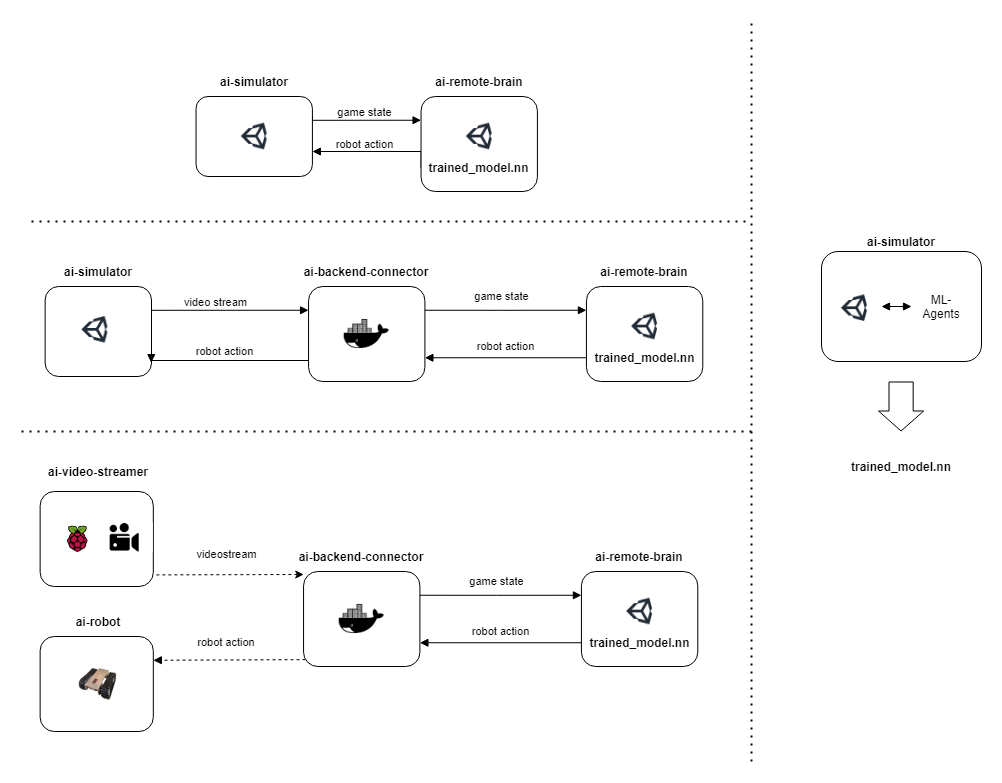 ai-simulator
ai-remote-brain
game state
robot action
trained_model.nn
ai-simulator
ai-backend-connector
ai-remote-brain
video stream
game state
robot action
robot action
trained_model.nn
ai-video-streamer
videostream
ai-backend-connector
ai-remote-brain
game state
robot action
trained_model.nn
ai-robot
robot action
ai-simulator
ML-
Agents
trained_model.nn